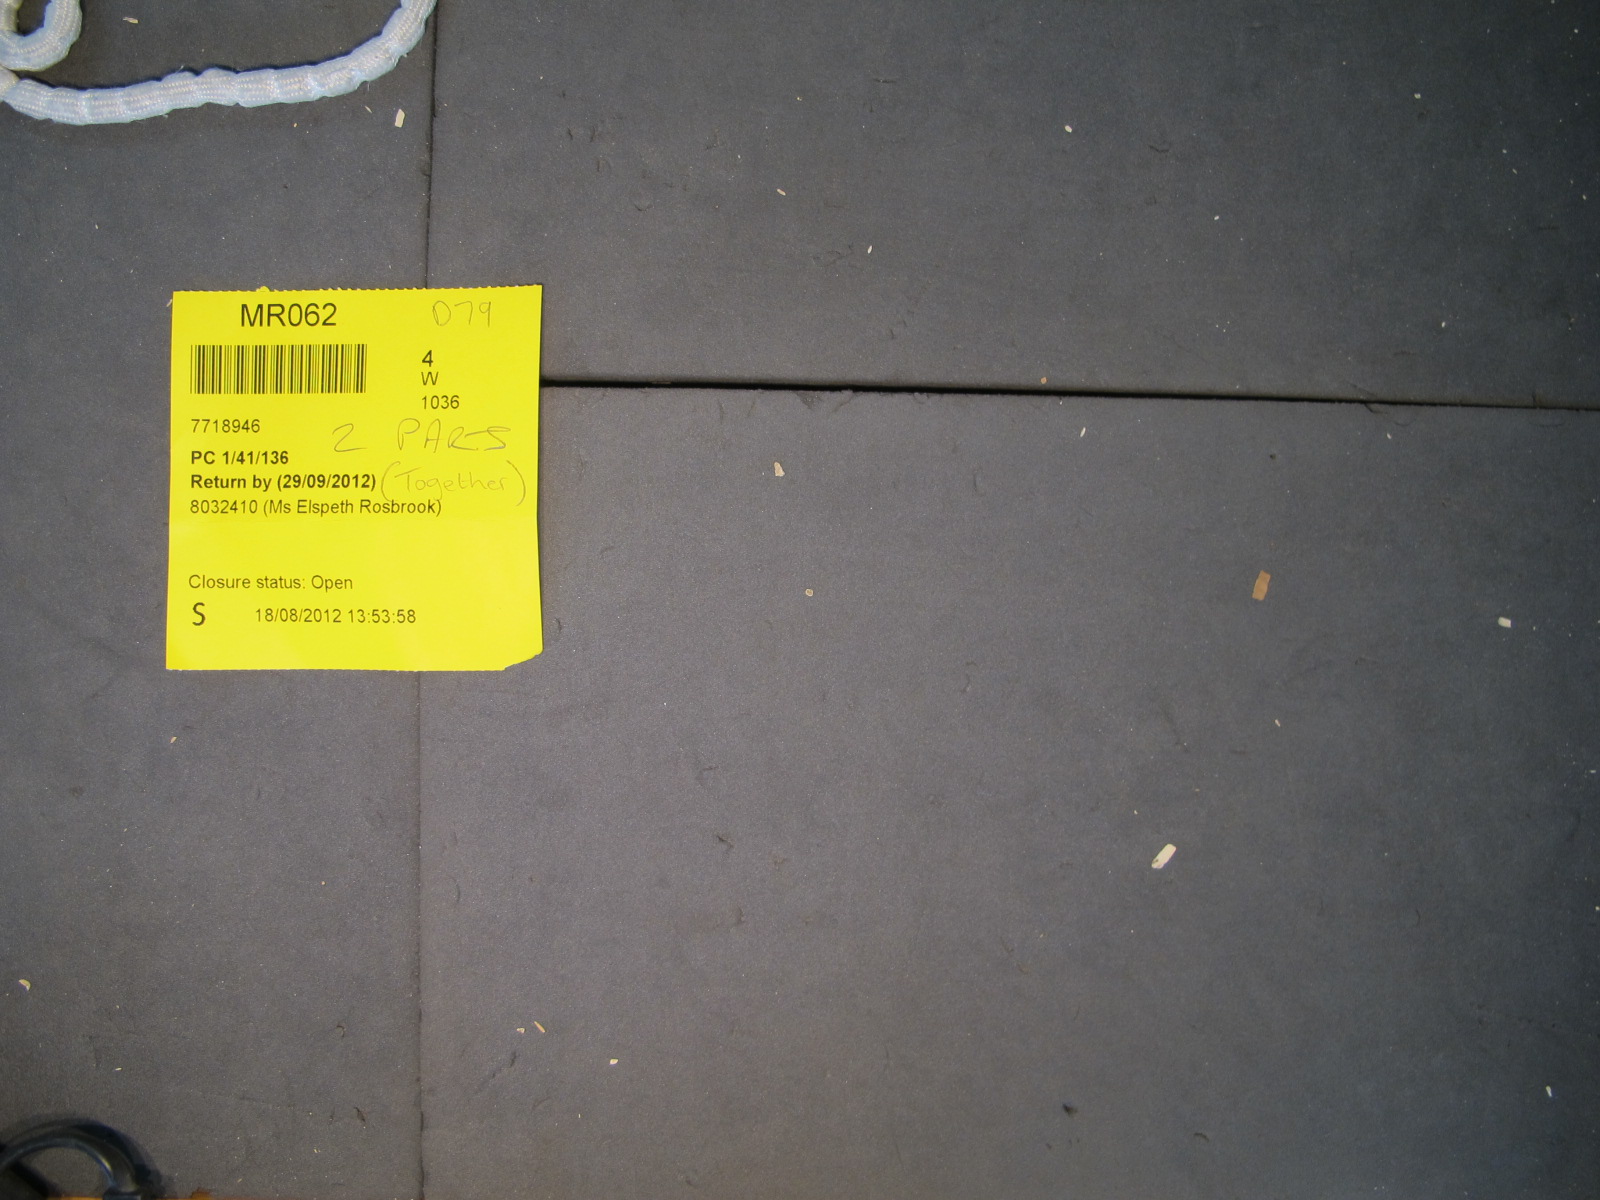 MR062 D79
4
W
1036
7718946
2 PARTS
PC 1/41/136
Return by (29/09/2012) (Together)
8032410 (Ms Elspeth Rosbrook)
Closure status: Open
S 18/08/2012 13:53:58